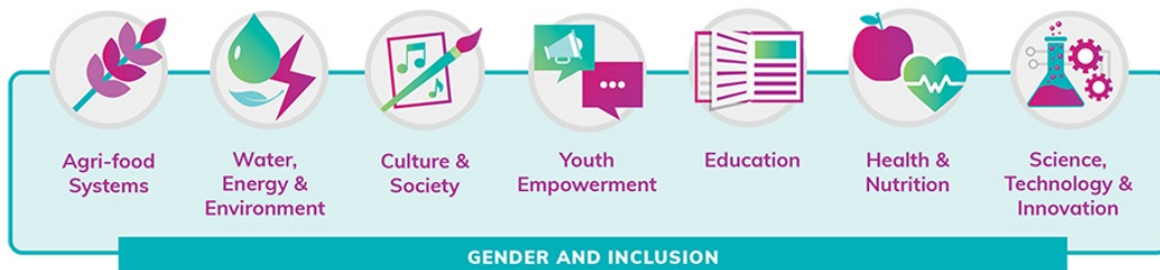 Agri-food
Systems
Water,
Energy &
Environment
Culture &
Society
Youth
Empowerment
Education
Health &
Nutrition
Science,
Technology &
Innovation
GENDER AND INCLUSION